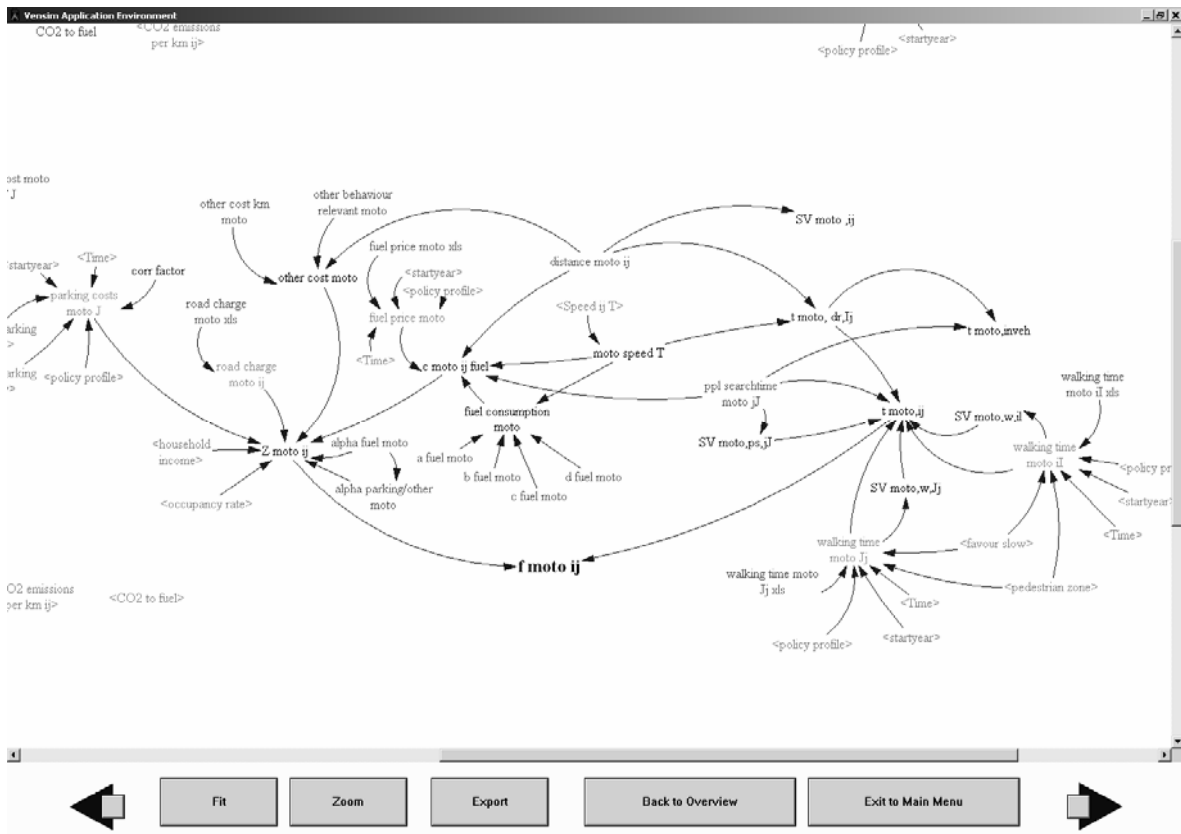 Vensim Application Environment
CO2 to fuel
<CO2 emissions
per km ij>
<policy profile>
<startyear>
ost moto
J
other cost km
moto
other behaviour
relevant moto
SV moto ,ij
fuel price moto xls
distance moto ij
<Time>
startyear>
corr factor
other cost moto
<startyear>
<policy profile>
parking costs
moto J
road charge
moto xls
<Speed ij T>
fuel price moto
t moto, dr,Ij
t moto,inveh
arking
>
<Time>
moto speed T
arking
>
<policy profile>
road charge
moto ij
c moto ij fuel
ppl searchtime
moto jJ
walking time
moto iI xls
fuel consumption
moto
t moto,ij
SV moto,w,iI
<household
income>
Z moto ij
alpha fuel moto
a fuel moto
SV moto,ps,jJ
walking time
moto iI
<policy pr
b fuel moto
d fuel moto
alpha parking/other
moto
c fuel moto
SV moto,w,Jj
<startyear>
<occupancy rate>
<Time>
walking time
moto Jj
<favour slow>
f moto ij
walking time moto
Jj xls
<pedestrian zone>
O2 emissions
per km ij>
<CO2 to fuel>
<Time>
<policy profile>
<startyear>
Fit
Zoom
Export
Back to Overview
Exit to Main Menu